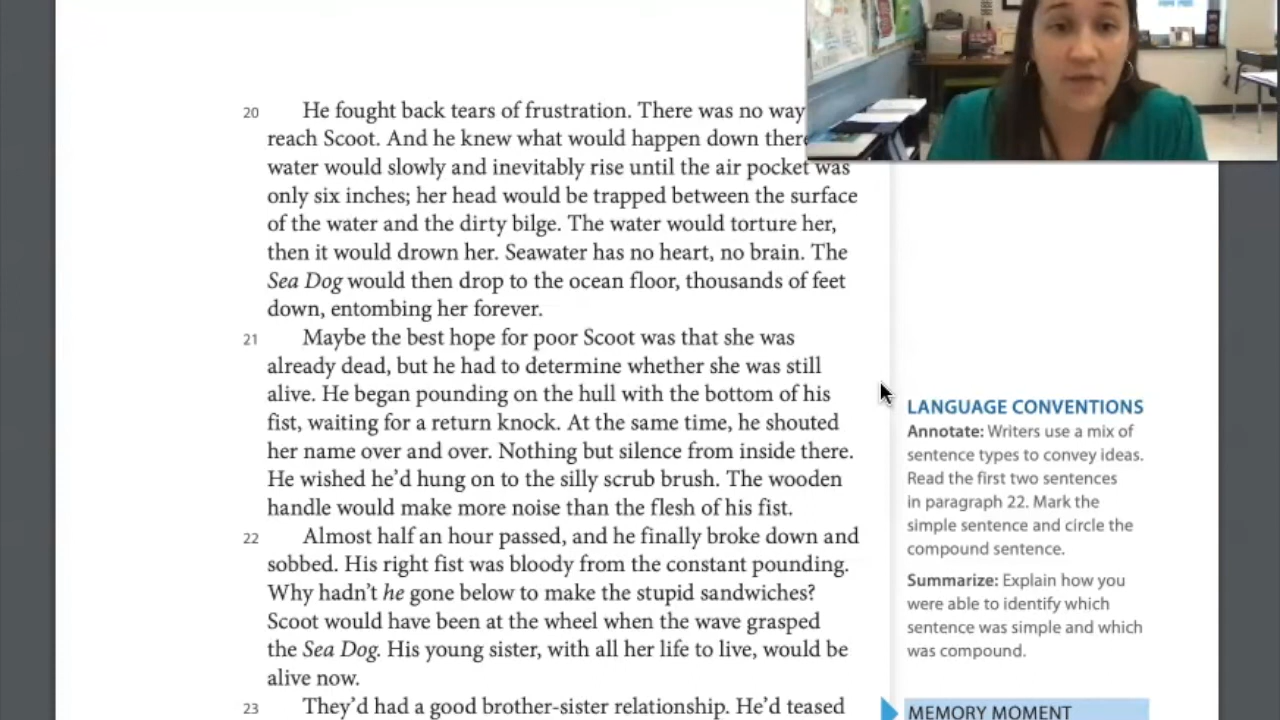 20 He fought back tears of frustration. There was no way
reach Scoot. And he knew what would happen down there
water would slowly and inevitably rise until the air pocket was
only six inches; her head would be trapped between the surface
of the water and the dirty bilge. The water would torture her,
then it would drown her. Seawater has no heart, no brain. The
Sea Dog would then drop to the ocean floor, thousands of feet
down, entombing her forever.
21 Maybe the best hope for poor Scoot was that she was
already dead, but he had to determine whether she was still
alive. He began pounding on the hull with the bottom of his
fist, waiting for a return knock. At the same time, he shouted
her name over and over. Nothing but silence from inside there.
He wished he’d hung on to the silly scrub brush. The wooden
handle would make more noise than the flesh of his fist.
22 Almost half an hour passed, and he finally broke down and
sobbed. His right fist was bloody from the constant pounding.
Why hadn’t he gone below to make the stupid sandwiches?
Scoot would have been at the wheel when the wave grasped
the Sea Dog. His young sister, with all her life to live, would be
alive now.
23 They’d had a good brother-sister relationship. He’d teased
LANGUAGE CONVENTIONS
Annotate: Writers use a mix of
sentence types to convey ideas.
Read the first two sentences
in paragraph 22. Mark the
simple sentence and circle the
compound sentence.
Summarize: Explain how you
were able to identify which
sentence was simple and which
was compound.
MEMORY MOMENT